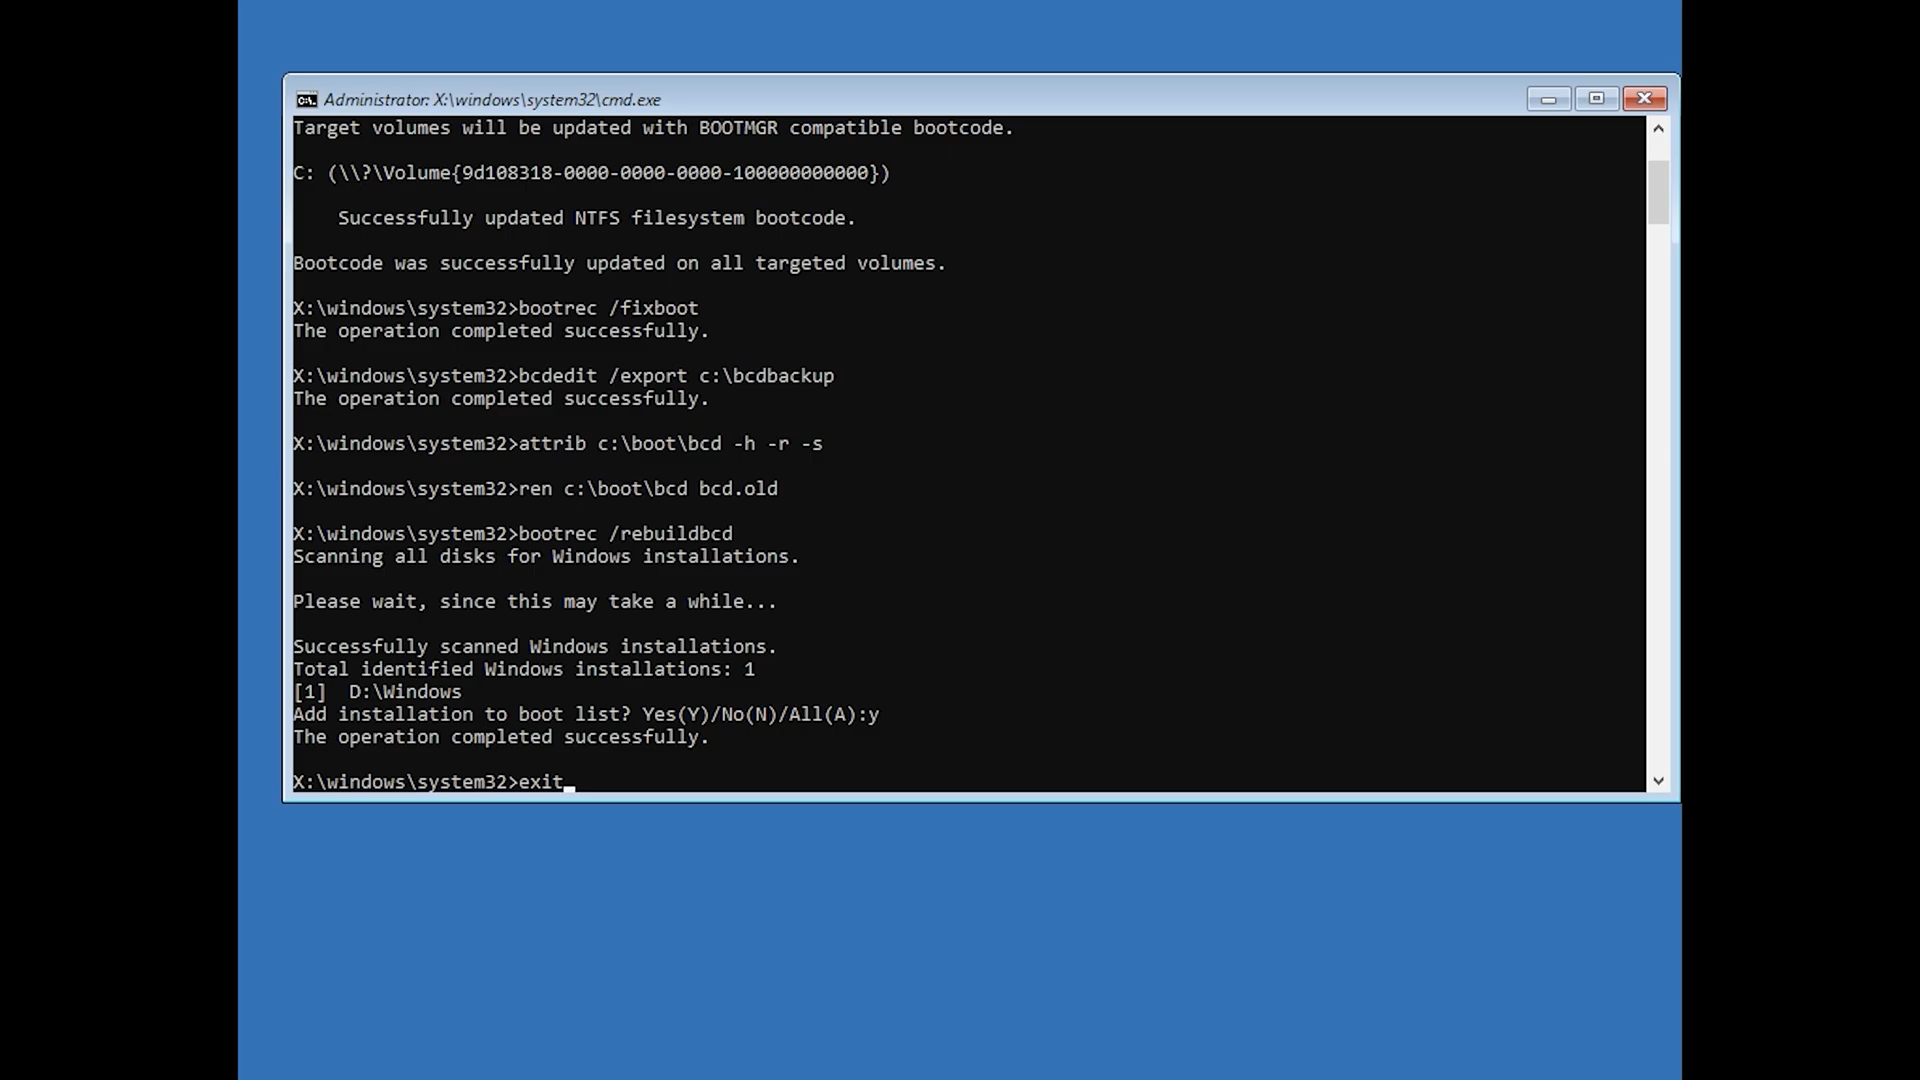 Administrator: X:\windows\system32\cmd.exe
Target volumes will be updated with BOOTMGR compatible bootcode.
C: (\\?\Volume{9d108318-0000-0000-0000-100000000000})
Successfully updated NTFS filesystem bootcode.
Bootcode was successfully updated on all targeted volumes.
X:\windows\system32>bootrec /fixboot
The operation completed successfully.
X:\windows\system32>bcdedit /export c:\bcdbackup
The operation completed successfully.
X:\windows\system32>attrib c:\boot\bcd -h -r -s
X:\windows\system32>ren c:\boot\bcd bcd.old
X:\windows\system32>bootrec /rebuildbcd
Scanning all disks for Windows installations.
Please wait, since this may take a while...
Successfully scanned Windows installations.
Total identified Windows installations: 1
[1]  D:\Windows
Add installation to boot list? Yes(Y)/No(N)/All(A):y
The operation completed successfully.
X:\windows\system32>exit